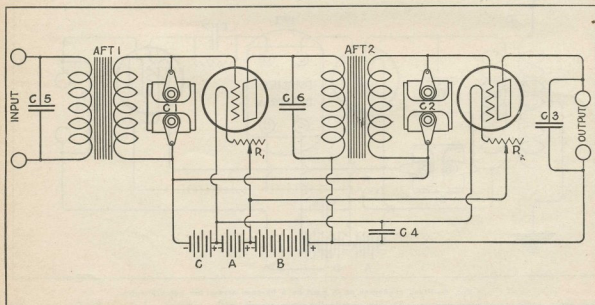 AFT 1
AFT 2
INPUT
C 5
C 1
C 6
C 2
C 3
OUTPUT
R1
R2
C 4
- + - + - +
C A B